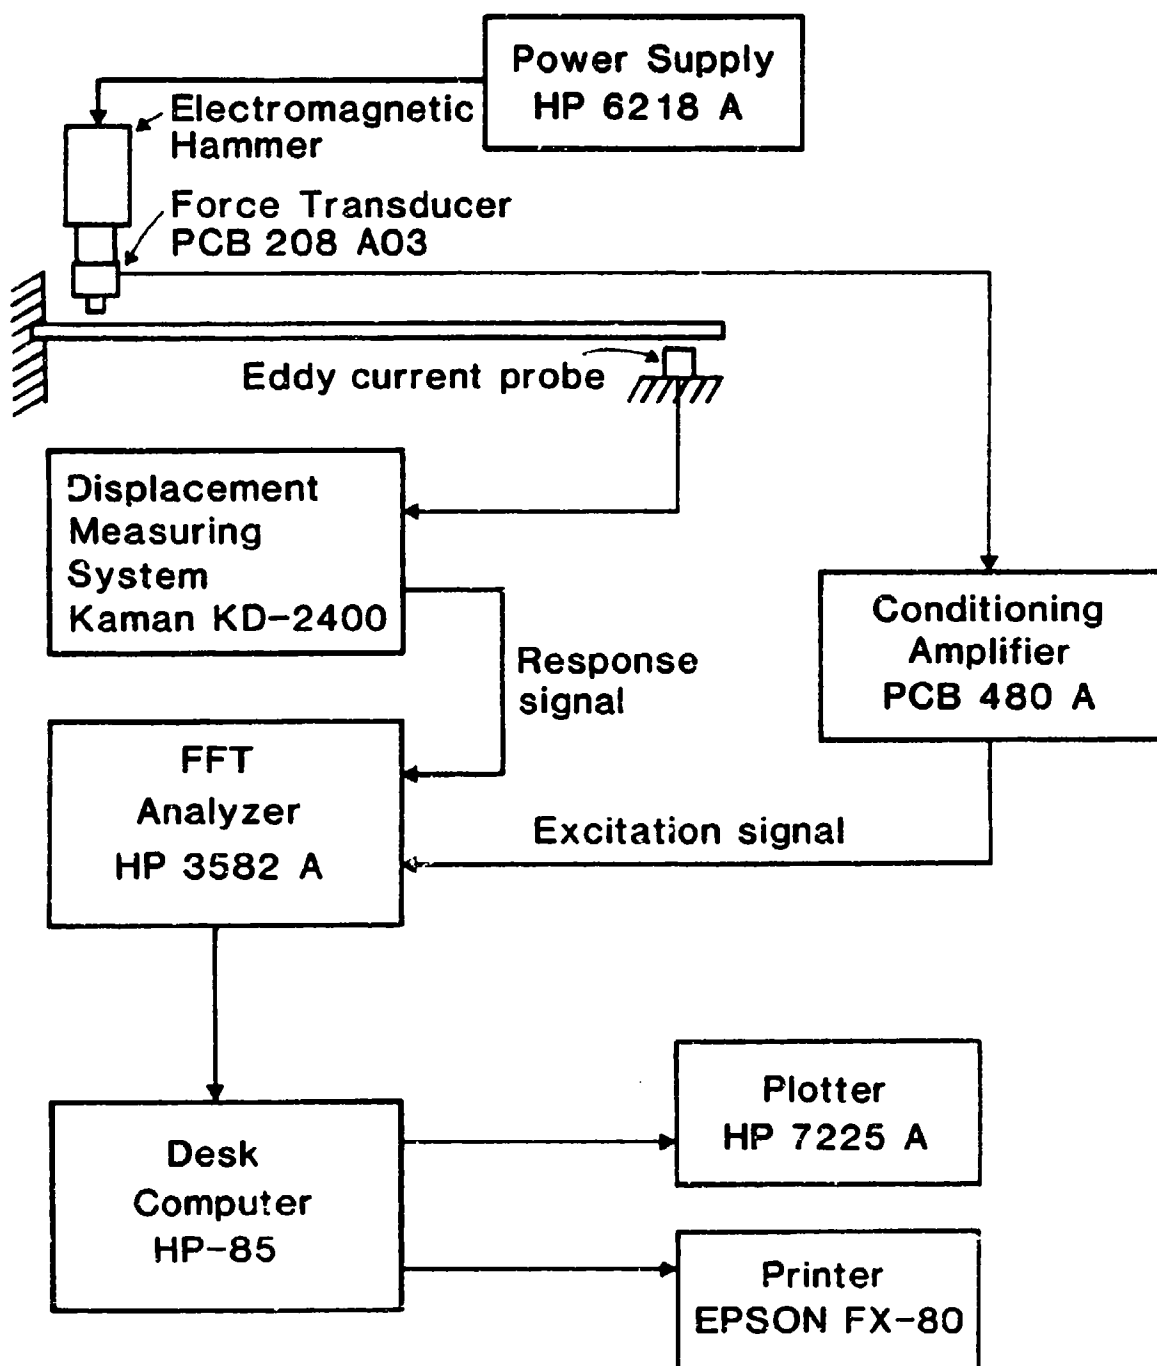 Power Supply
HP 6218 A
Electromagnetic
Hammer
Force Transducer
PCB 208 A03
Eddy current probe
Displacement
Measuring
System
Kaman KD-2400
Response
signal
Conditioning
Amplifier
PCB 480 A
FFT
Analyzer
HP 3582 A
Excitation signal
Plotter
HP 7225 A
Desk
Computer
HP-85
Printer
EPSON FX-80